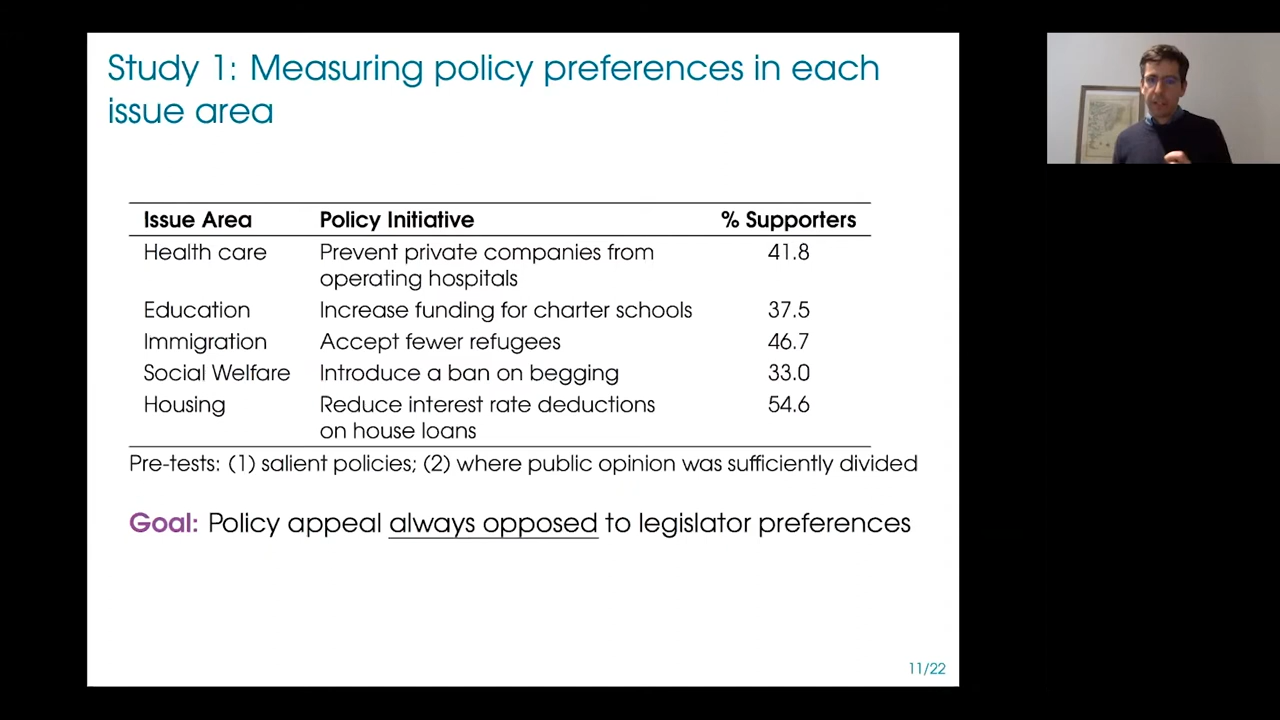 Study 1: Measuring policy preferences in each
issue area
Issue Area Policy Initiative % Supporters
Health care Prevent private companies from 41.8
operating hospitals
Education Increase funding for charter schools 37.5
Immigration Accept fewer refugees 46.7
Social Welfare Introduce a ban on begging 33.0
Housing Reduce interest rate deductions 54.6
on house loans
Pre-tests: (1) salient policies; (2) where public opinion was sufficiently divided
Goal: Policy appeal always opposed to legislator preferences
11/22